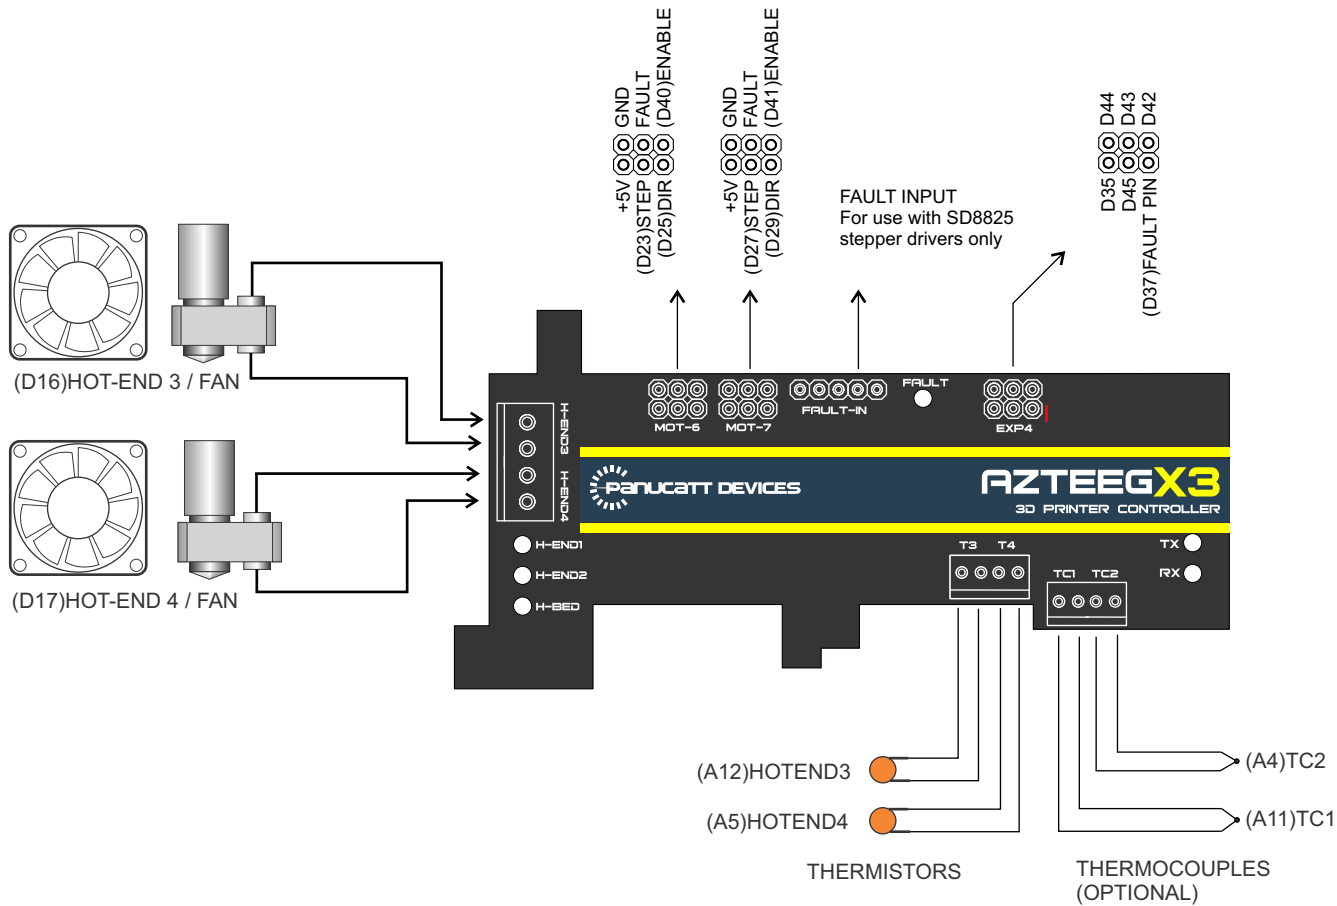 GND
FAULT
(D40)ENABLE
+5V
(D23)STEP
(D25)DIR
GND
FAULT
(D41)ENABLE
+5V
(D27)STEP
(D29)DIR
D44
D43
D42
D35
D45
(D37)FAULT PIN
FAULT INPUT
For use with SD8825
stepper drivers only
(D16)HOT-END 3 / FAN
(D17)HOT-END 4 / FAN
H-END3
H-END4
MOT-6
MOT-7
FAULT-IN
FAULT
EXP4
PANUCATT DEVICES
AZTEEGX3
3D PRINTER CONTROLLER
H-END1
H-END2
H-BED
T3 T4
TC1 TC2
TX
RX
(A12)HOTEND3
(A5)HOTEND4
THERMISTORS
(A4)TC2
(A11)TC1
THERMOCOUPLES
(OPTIONAL)